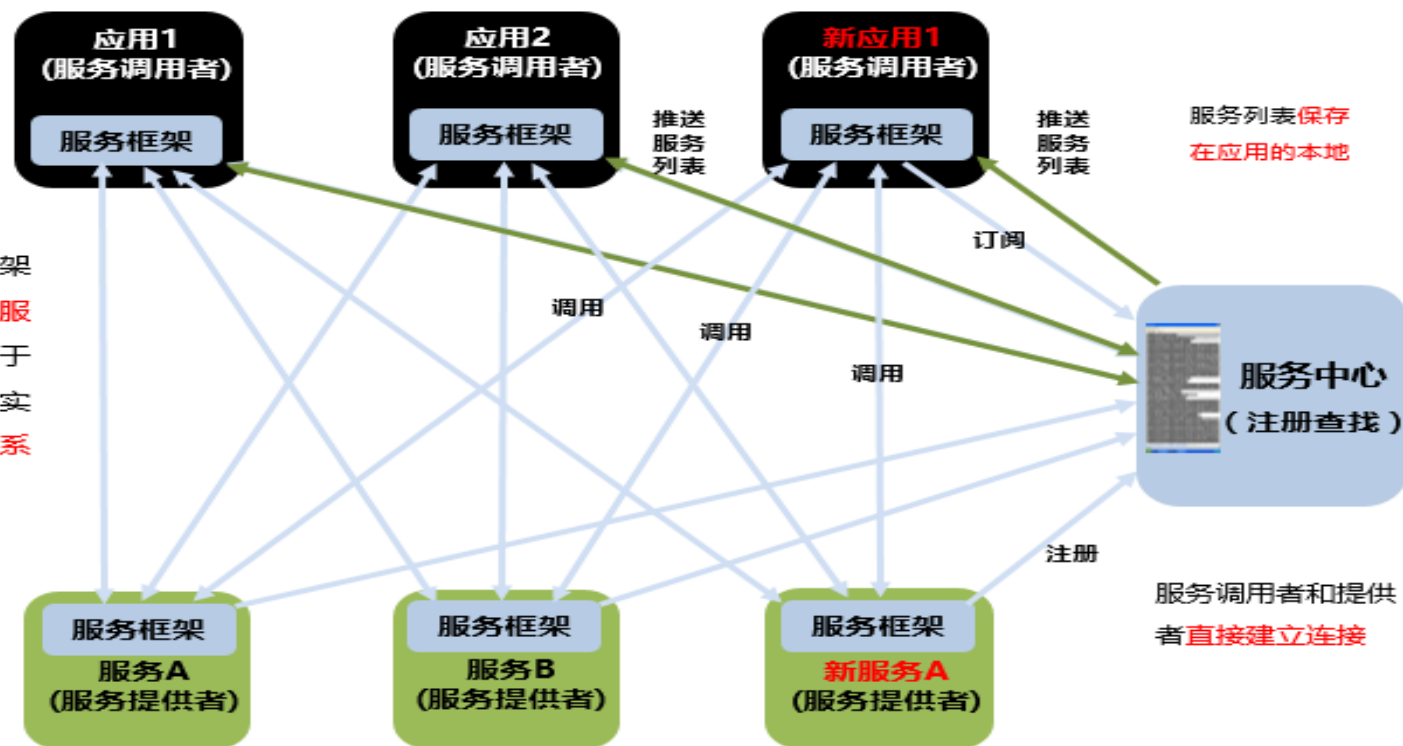 应用1
(服务调用者)
服务框架
应用2
(服务调用者)
服务框架
新应用1
(服务调用者)
服务框架
推送
服务
列表
推送
服务
列表
服务列表保存
在应用的本地
订阅
架
服
于
实
系
调用
调用
调用
服务中心
(注册查找)
注册
服务调用者和提供
者直接建立连接
服务框架
服务A
(服务提供者)
服务框架
服务B
(服务提供者)
服务框架
新服务A
(服务提供者)